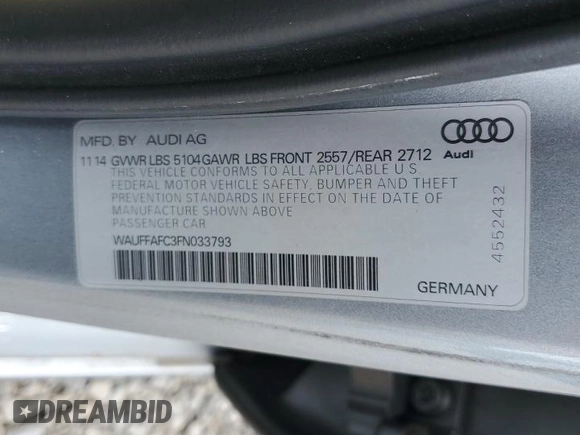 MFD. BY AUDI AG
11 14 GVWR LBS 5104 GAWR LBS FRONT 2557/REAR 2712
THIS VEHICLE CONFORMS TO ALL APPLICABLE U.S.
FEDERAL MOTOR VEHICLE SAFETY, BUMPER AND THEFT
PREVENTION STANDARDS IN EFFECT ON THE DATE OF
MANUFACTURE SHOWN ABOVE
PASSENGER CAR
WAUFFAFC3FN033793
GERMANY
Audi
4552432
DREAMBID